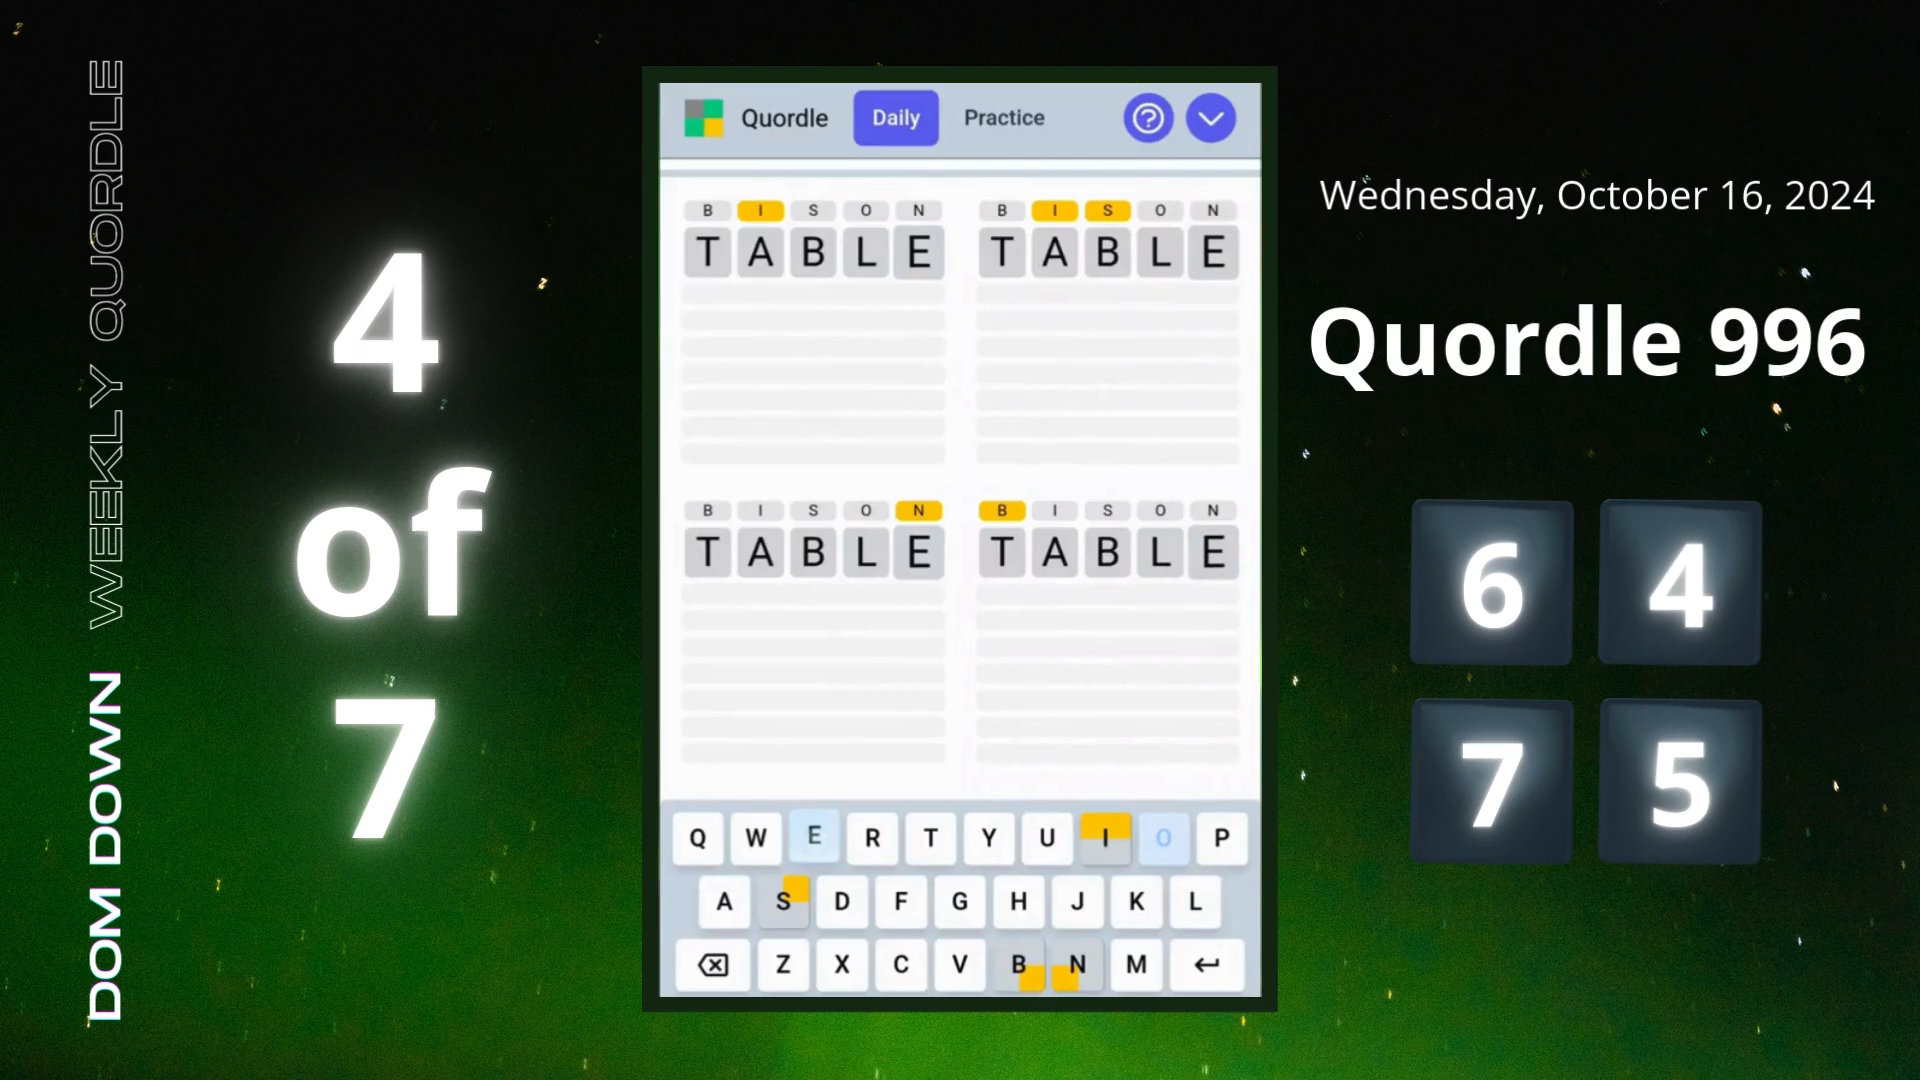 DOM DOWN WEEKLY QUORDLE
4
of
7
Quordle Daily Practice
B I S O N B I S O N
T A B L E T A B L E
B I S O N B I S O N
T A B L E T A B L E
Q W E R T Y U I O P
A S D F G H J K L
Z X C V B N M
Wednesday, October 16, 2024
Quordle 996
6 4
7 5